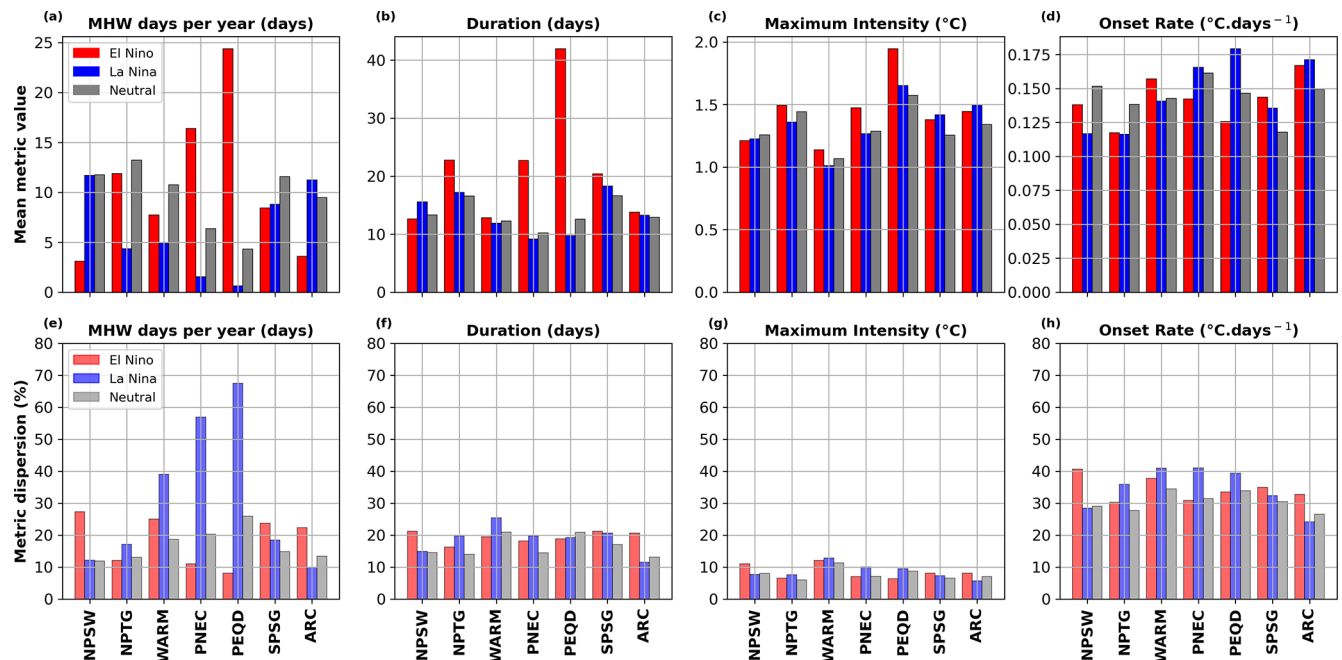 (a) MHW days per year (days)
(b) Duration (days)
(c) Maximum Intensity (°C)
(d) Onset Rate (°C.days⁻¹)
Mean metric value
25
20
15
10
5
0
El Nino
La Nina
Neutral
40
30
20
10
0
2.0
1.5
1.0
0.5
0.0
0.175
0.150
0.125
0.100
0.075
0.050
0.025
0.000
(e) MHW days per year (days)
(f) Duration (days)
(g) Maximum Intensity (°C)
(h) Onset Rate (°C.days⁻¹)
Metric dispersion (%)
80
70
60
50
40
30
20
10
0
El Nino
La Nina
Neutral
80
70
60
50
40
30
20
10
0
80
70
60
50
40
30
20
10
0
80
70
60
50
40
30
20
10
0
NPSW
NPTG
WARM
PNEC
PEQD
SPSG
ARC
NPSW
NPTG
WARM
PNEC
PEQD
SPSG
ARC
NPSW
NPTG
WARM
PNEC
PEQD
SPSG
ARC
NPSW
NPTG
WARM
PNEC
PEQD
SPSG
ARC